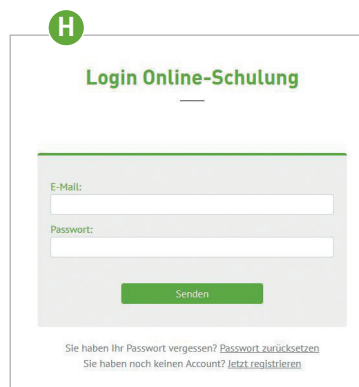 H
Login Online-Schulung
E-Mail:
Passwort:
Senden
Sie haben Ihr Passwort vergessen? Passwort zurücksetzen
Sie haben noch keinen Account? Jetzt registrieren